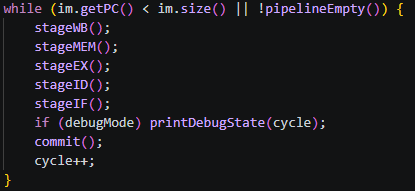 while (im.getPC() < im.size() || !pipelineEmpty()) {
    stageWB();
    stageMEM();
    stageEX();
    stageID();
    stageIF();
    if (debugMode) printDebugState(cycle);
    commit();
    cycle++;
}